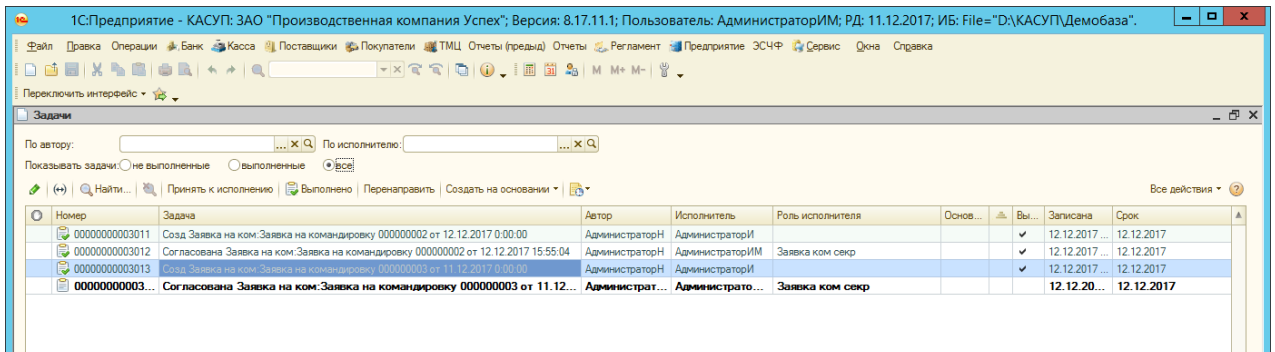 1С:Предприятие - КАСУП: ЗАО "Производственная компания Успех"; Версия: 8.17.11.1; Пользователь: АдминистраторИМ; РД: 11.12.2017; ИБ: File="D:\КАСУП\Демобаза".
Файл Правка Операции Банк Касса Поставщики Покупатели ТМЦ Отчеты (предыд) Отчеты Регламент Предприятие ЭСЧФ Сервис Окна Справка
M M+ M-
Переключить интерфейс
Задачи
По автору: ... По исполнителю: ...
Показывать задачи: не выполненные выполненные все
Найти... Принять к исполнению Выполнено Перенаправить Создать на основании Все действия
Номер Задача Автор Исполнитель Роль исполнителя Основ... Вы... Записана Срок
00000000003011 Созд Заявка на ком:Заявка на командировку 000000002 от 12.12.2017 0:00:00 АдминистраторН АдминистраторИ 12.12.2017 ... 12.12.2017
00000000003012 Согласована Заявка на ком:Заявка на командировку 000000002 от 12.12.2017 15:55:04 АдминистраторН АдминистраторИМ Заявка ком секр 12.12.2017 ... 12.12.2017
00000000003013 Созд Заявка на ком:Заявка на командировку 000000003 от 11.12.2017 0:00:00 АдминистраторН АдминистраторИ 12.12.2017 ... 12.12.2017
00000000003... Согласована Заявка на ком:Заявка на командировку 000000003 от 11.12... Администрат... Администрато... Заявка ком секр 12.12.20... 12.12.2017